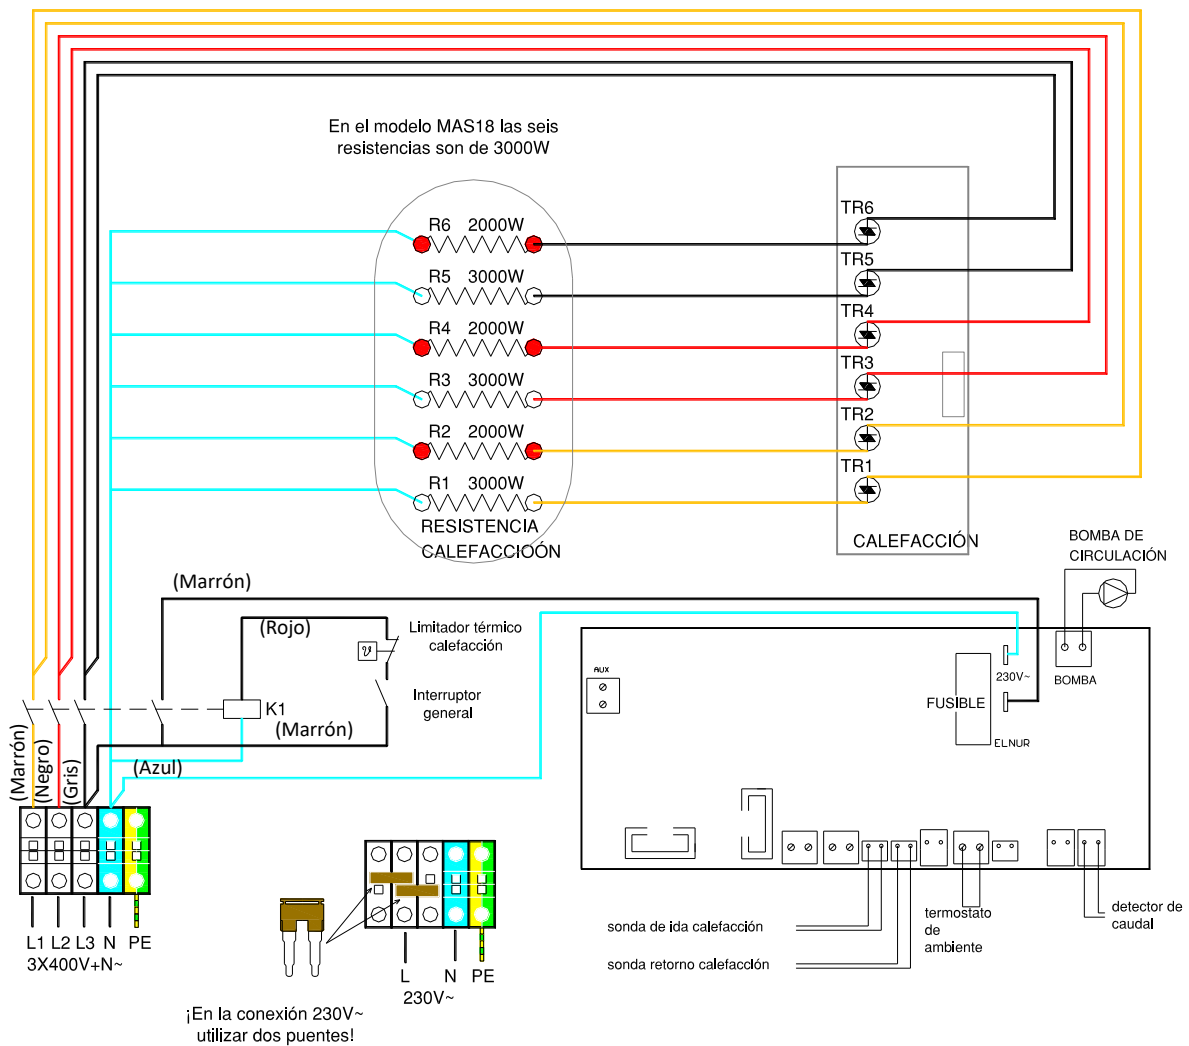 En el modelo MAS18 las seis
resistencias son de 3000W
R6 2000W
R5 3000W
R4 2000W
R3 3000W
R2 2000W
R1 3000W
RESISTENCIA
CALEFACCIOÓN
TR6
TR5
TR4
TR3
TR2
TR1
CALEFACCIÓN
BOMBA DE
CIRCULACIÓN
(Marrón)
(Rojo)
Limitador térmico
calefacción
ϑ
Interruptor
general
K1
(Marrón)
(Azul)
(Marrón)
(Negro)
(Gris)
AUX
230V~
FUSIBLE
ELNUR
BOMBA
L1 L2 L3 N PE
3X400V+N~
L N PE
230V~
¡En la conexión 230V~
utilizar dos puentes!
sonda de ida calefacción
sonda retorno calefacción
termostato
de
ambiente
detector de
caudal